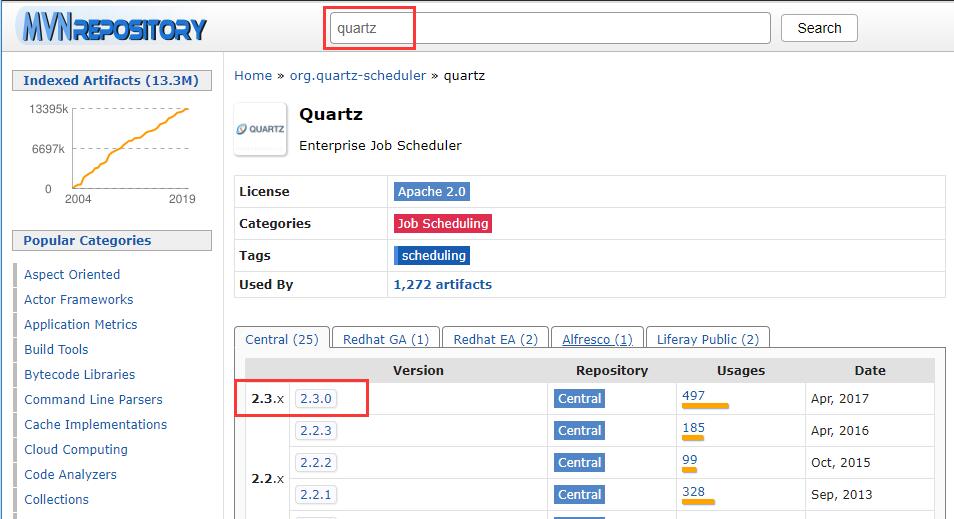 MVNREPOSITORY
quartz
Search
Indexed Artifacts (13.3M)
13395k
6697k
0
2004 2019
Popular Categories
Aspect Oriented
Actor Frameworks
Application Metrics
Build Tools
Bytecode Libraries
Command Line Parsers
Cache Implementations
Cloud Computing
Code Analyzers
Collections
Home » org.quartz-scheduler » quartz
QUARTZ
Quartz
Enterprise Job Scheduler
License Apache 2.0
Categories Job Scheduling
Tags scheduling
Used By 1,272 artifacts
Central (25) Redhat GA (1) Redhat EA (2) Alfresco (1) Liferay Public (2)
Version Repository Usages Date
2.3.x 2.3.0 Central 497 Apr, 2017
2.2.3 Central 185 Apr, 2016
2.2.x
2.2.2 Central 99 Oct, 2015
2.2.1 Central 328 Sep, 2013